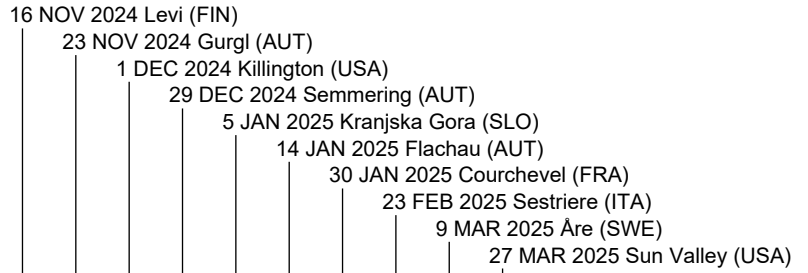 16 NOV 2024 Levi (FIN)
23 NOV 2024 Gurgl (AUT)
1 DEC 2024 Killington (USA)
29 DEC 2024 Semmering (AUT)
5 JAN 2025 Kranjska Gora (SLO)
14 JAN 2025 Flachau (AUT)
30 JAN 2025 Courchevel (FRA)
23 FEB 2025 Sestriere (ITA)
9 MAR 2025 Åre (SWE)
27 MAR 2025 Sun Valley (USA)